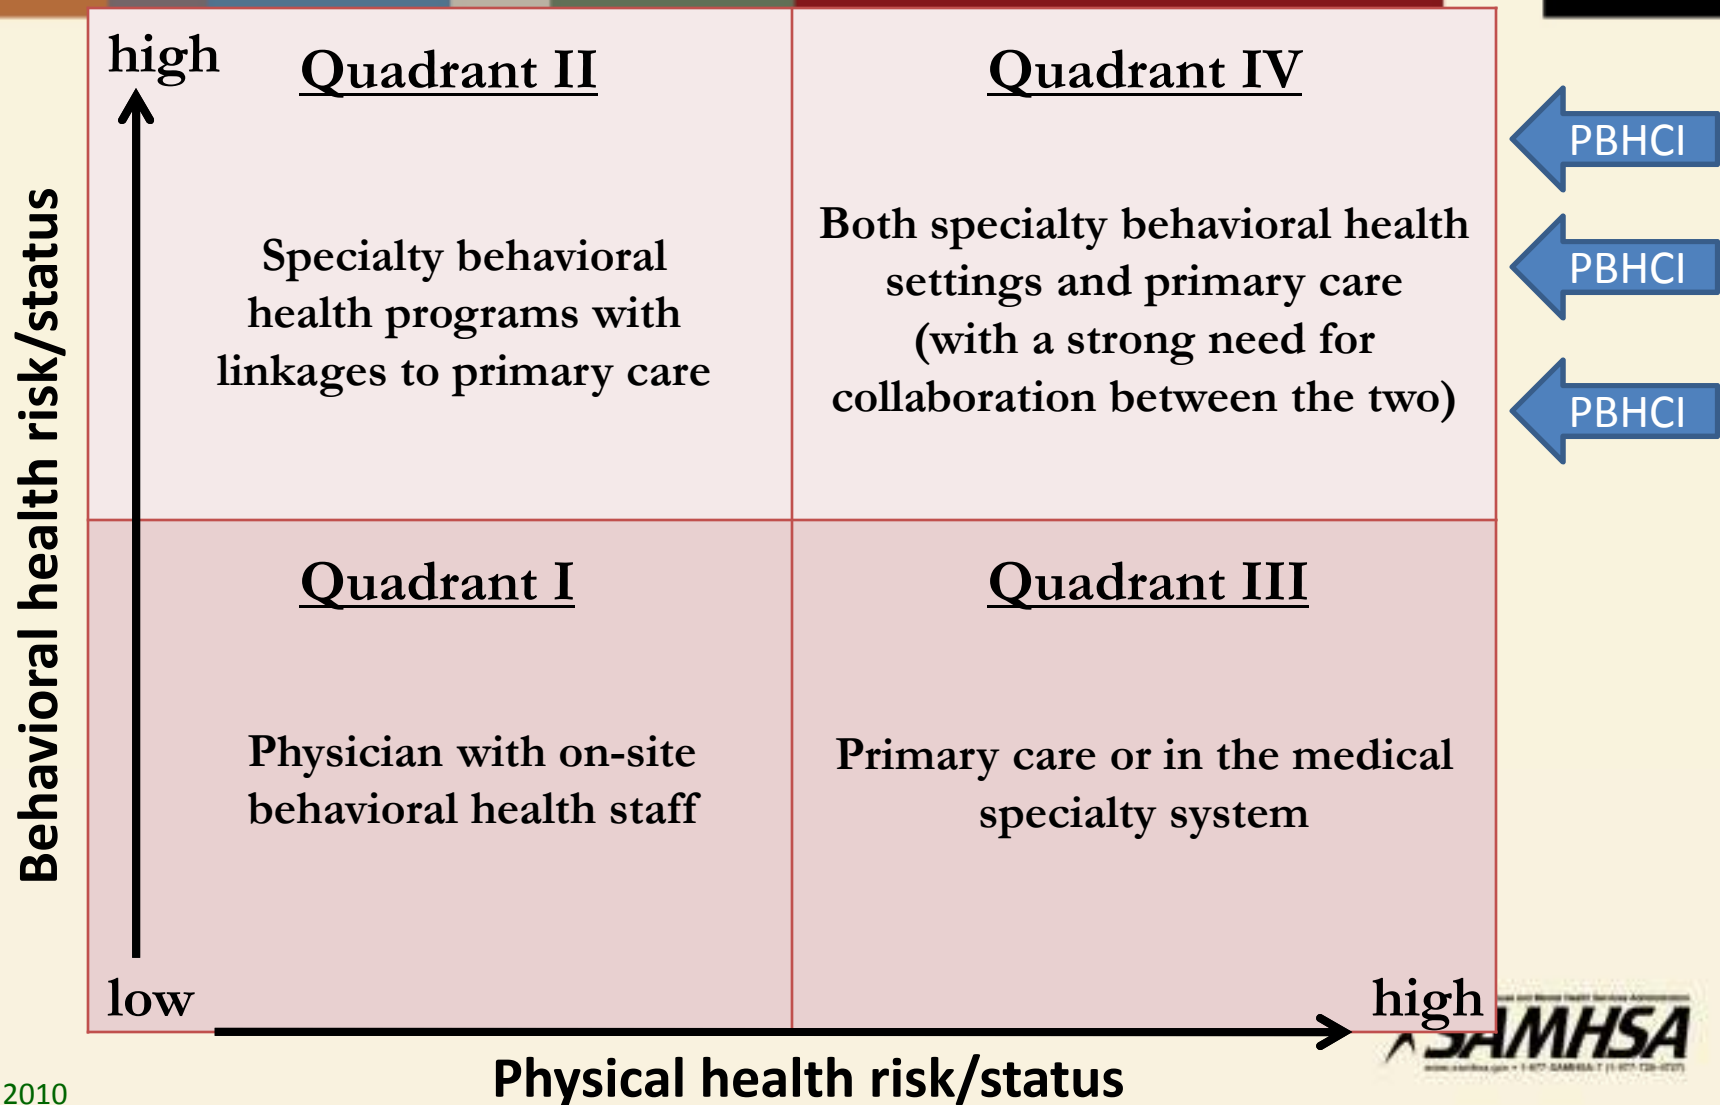 high
Quadrant II
Specialty behavioral
health programs with
linkages to primary care
Quadrant IV
Both specialty behavioral health
settings and primary care
(with a strong need for
collaboration between the two)
PBHCI
PBHCI
PBHCI
Behavioral health risk/status
Quadrant I
Physician with on-site
behavioral health staff
Quadrant III
Primary care or in the medical
specialty system
low
high
Physical health risk/status
SAMHSA
2010